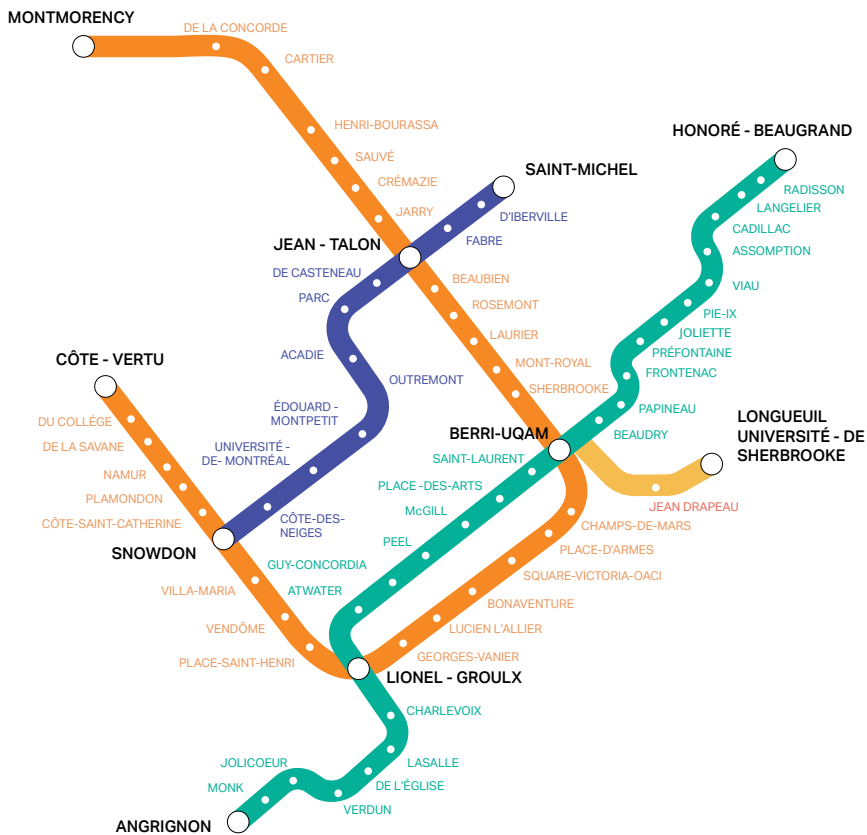 MONTMORENCY
DE LA CONCORDE
CARTIER
HENRI-BOURASSA
SAUVÉ
CRÉMAZIE
JARRY
JEAN - TALON
SAINT-MICHEL
D'IBERVILLE
FABRE
DE CASTENEAU
PARC
ACADIE
OUTREMONT
ÉDOUARD -
MONTPETIT
UNIVERSITÉ -
DE- MONTRÉAL
CÔTE-DES-
NEIGES
BEAUBIEN
ROSEMONT
LAURIER
MONT-ROYAL
SHERBROOKE
HONORÉ - BEAUGRAND
RADISSON
LANGELIER
CADILLAC
ASSOMPTION
VIAU
PIE-IX
JOLIETTE
PRÉFONTAINE
FRONTENAC
PAPINEAU
BEAUDRY
BERRI-UQAM
LONGUEUIL
UNIVERSITÉ - DE
SHERBROOKE
JEAN DRAPEAU
CÔTE - VERTU
DU COLLÉGE
DE LA SAVANE
NAMUR
PLAMONDON
CÔTE-SAINT-CATHERINE
SNOWDON
VILLA-MARIA
VENDÔME
PLACE-SAINT-HENRI
SAINT-LAURENT
PLACE -DES-ARTS
McGILL
PEEL
GUY-CONCORDIA
ATWATER
CHAMPS-DE-MARS
PLACE-D'ARMES
SQUARE-VICTORIA-OACI
BONAVENTURE
LUCIEN L'ALLIER
GEORGES-VANIER
LIONEL - GROULX
CHARLEVOIX
LASALLE
DE L'ÉGLISE
VERDUN
JOLICOEUR
MONK
ANGRIGNON